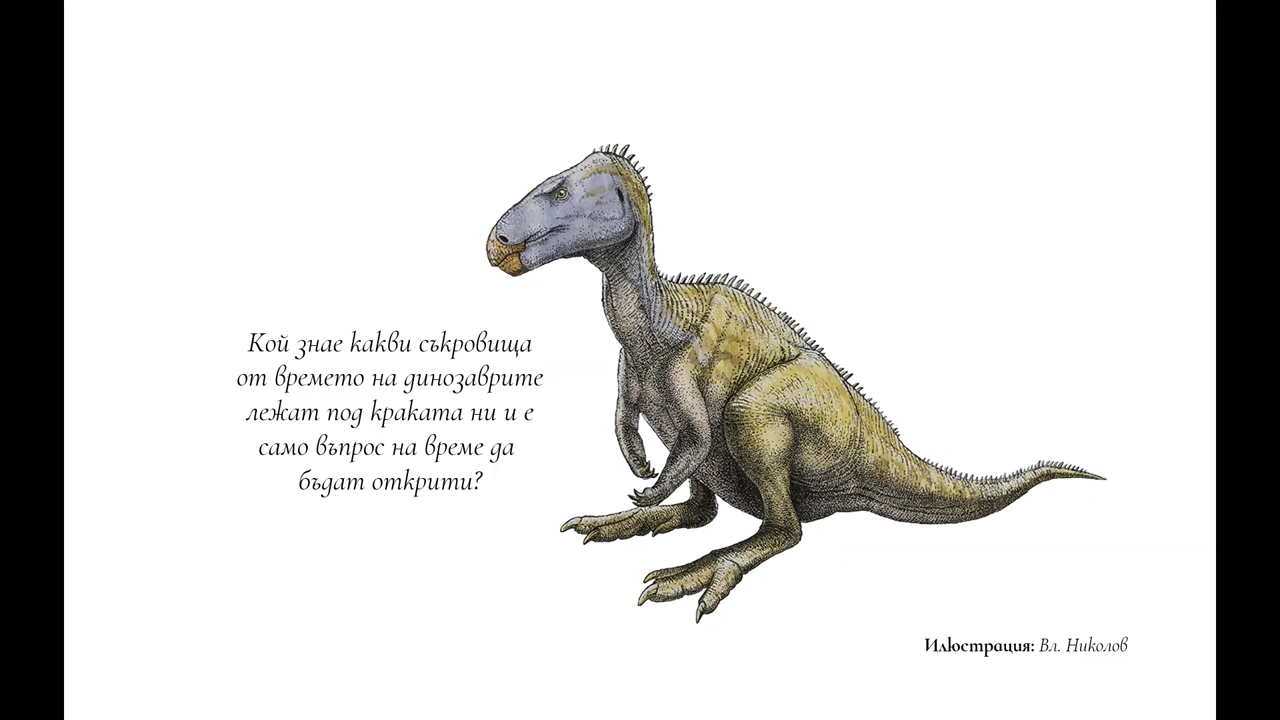 Кой знае какви съкровища
от времето на динозаврите
лежат под краката ни и е
само въпрос на време да
бъдат открити?
Илюстрация: Вл. Николов